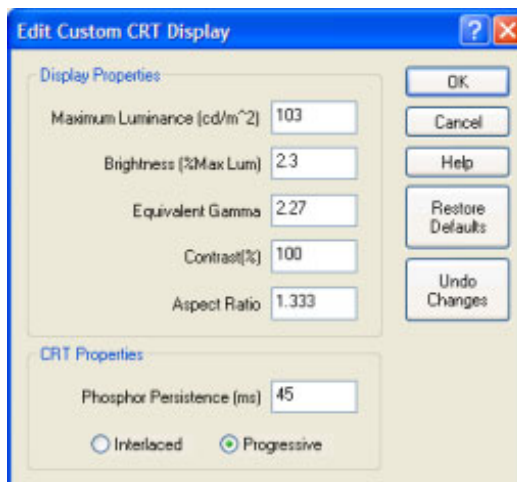 Edit Custom CRT Display
Display Properties
Maximum Luminance (cd/m^2) 103
Brightness (%Max Lum) 2.3
Equivalent Gamma 2.27
Contrast(%) 100
Aspect Ratio 1.333
CRT Properties
Phosphor Persistence (ms) 45
Interlaced Progressive
OK
Cancel
Help
Restore
Defaults
Undo
Changes